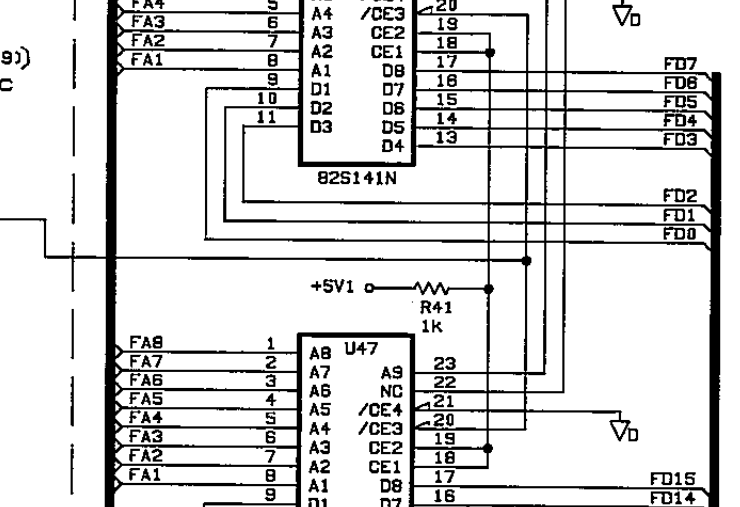 FA4 5 A4 /CE3 20
FA3 6 A3 CE2 19
FA2 7 A2 CE1 18
9)) FA1 8 A1 D8 17 FD7
C 9 D1 D7 16 FD6
10 D2 D6 15 FD5
11 D3 D5 14 FD4
D4 13 FD3
82S141N
FD2
FD1
FD0
+5V1
R41
1K
D
U47
FA8 1 A8
FA7 2 A7 A9 23
FA6 3 A6 NC 22
FA5 4 A5 /CE4 21
FA4 5 A4 /CE3 20
FA3 6 A3 CE2 19
FA2 7 A2 CE1 18
FA1 8 A1 D8 17 FD15
9 D1 D7 16 FD14
D